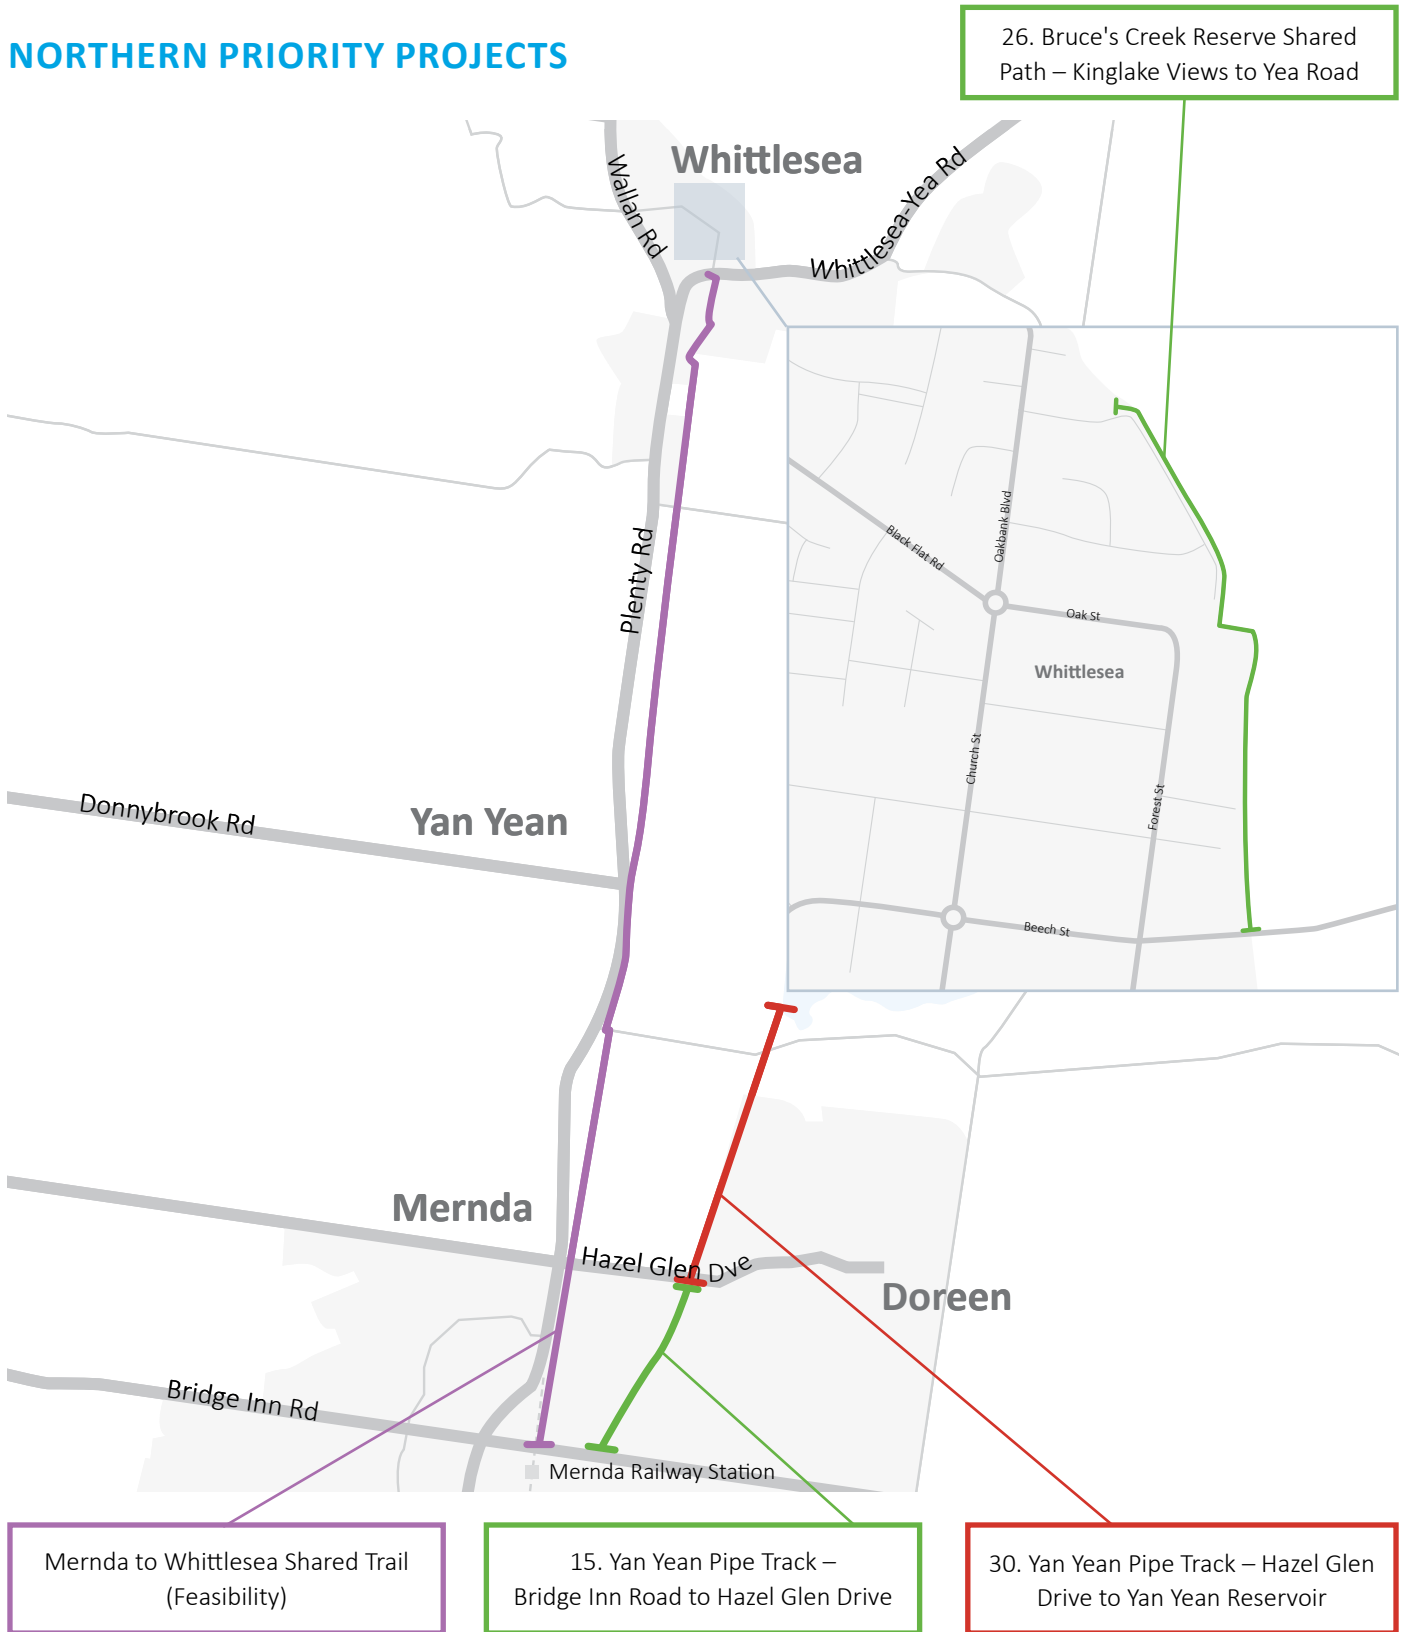 NORTHERN PRIORITY PROJECTS
26. Bruce's Creek Reserve Shared
Path – Kinglake Views to Yea Road
Whittlesea
Wallan Rd
Whittlesea-Yea Rd
Plenty Rd
Black Flat Rd
Oakbank Blvd
Oak St
Whittlesea
Church St
Forest St
Beech St
Donnybrook Rd
Yan Yean
Mernda
Hazel Glen Dve
Doreen
Bridge Inn Rd
Mernda Railway Station
Mernda to Whittlesea Shared Trail
(Feasibility)
15. Yan Yean Pipe Track –
Bridge Inn Road to Hazel Glen Drive
30. Yan Yean Pipe Track – Hazel Glen
Drive to Yan Yean Reservoir